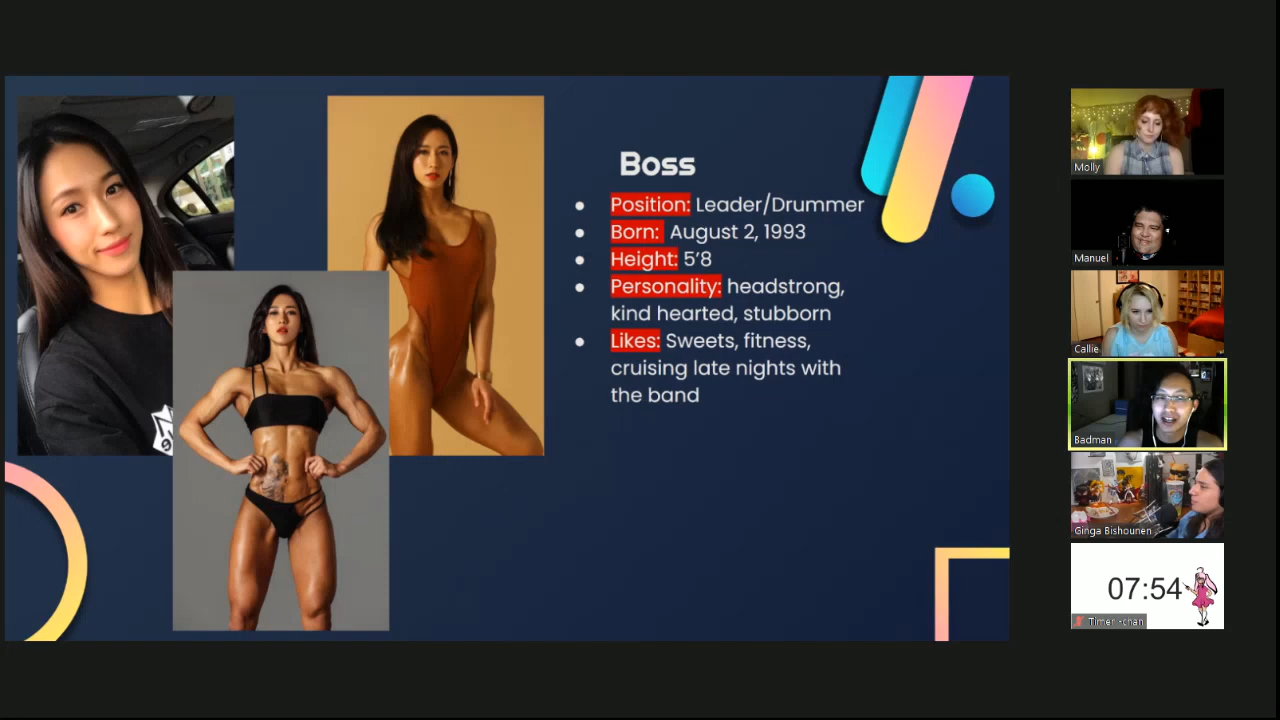 Boss
Position: Leader/Drummer
Born: August 2, 1993
Height: 5'8
Personality: headstrong,
kind hearted, stubborn
Likes: Sweets, fitness,
cruising late nights with
the band
Molly
Manuel
Callie
Badman
Ginga Bishounen
07:54
Timer-chan